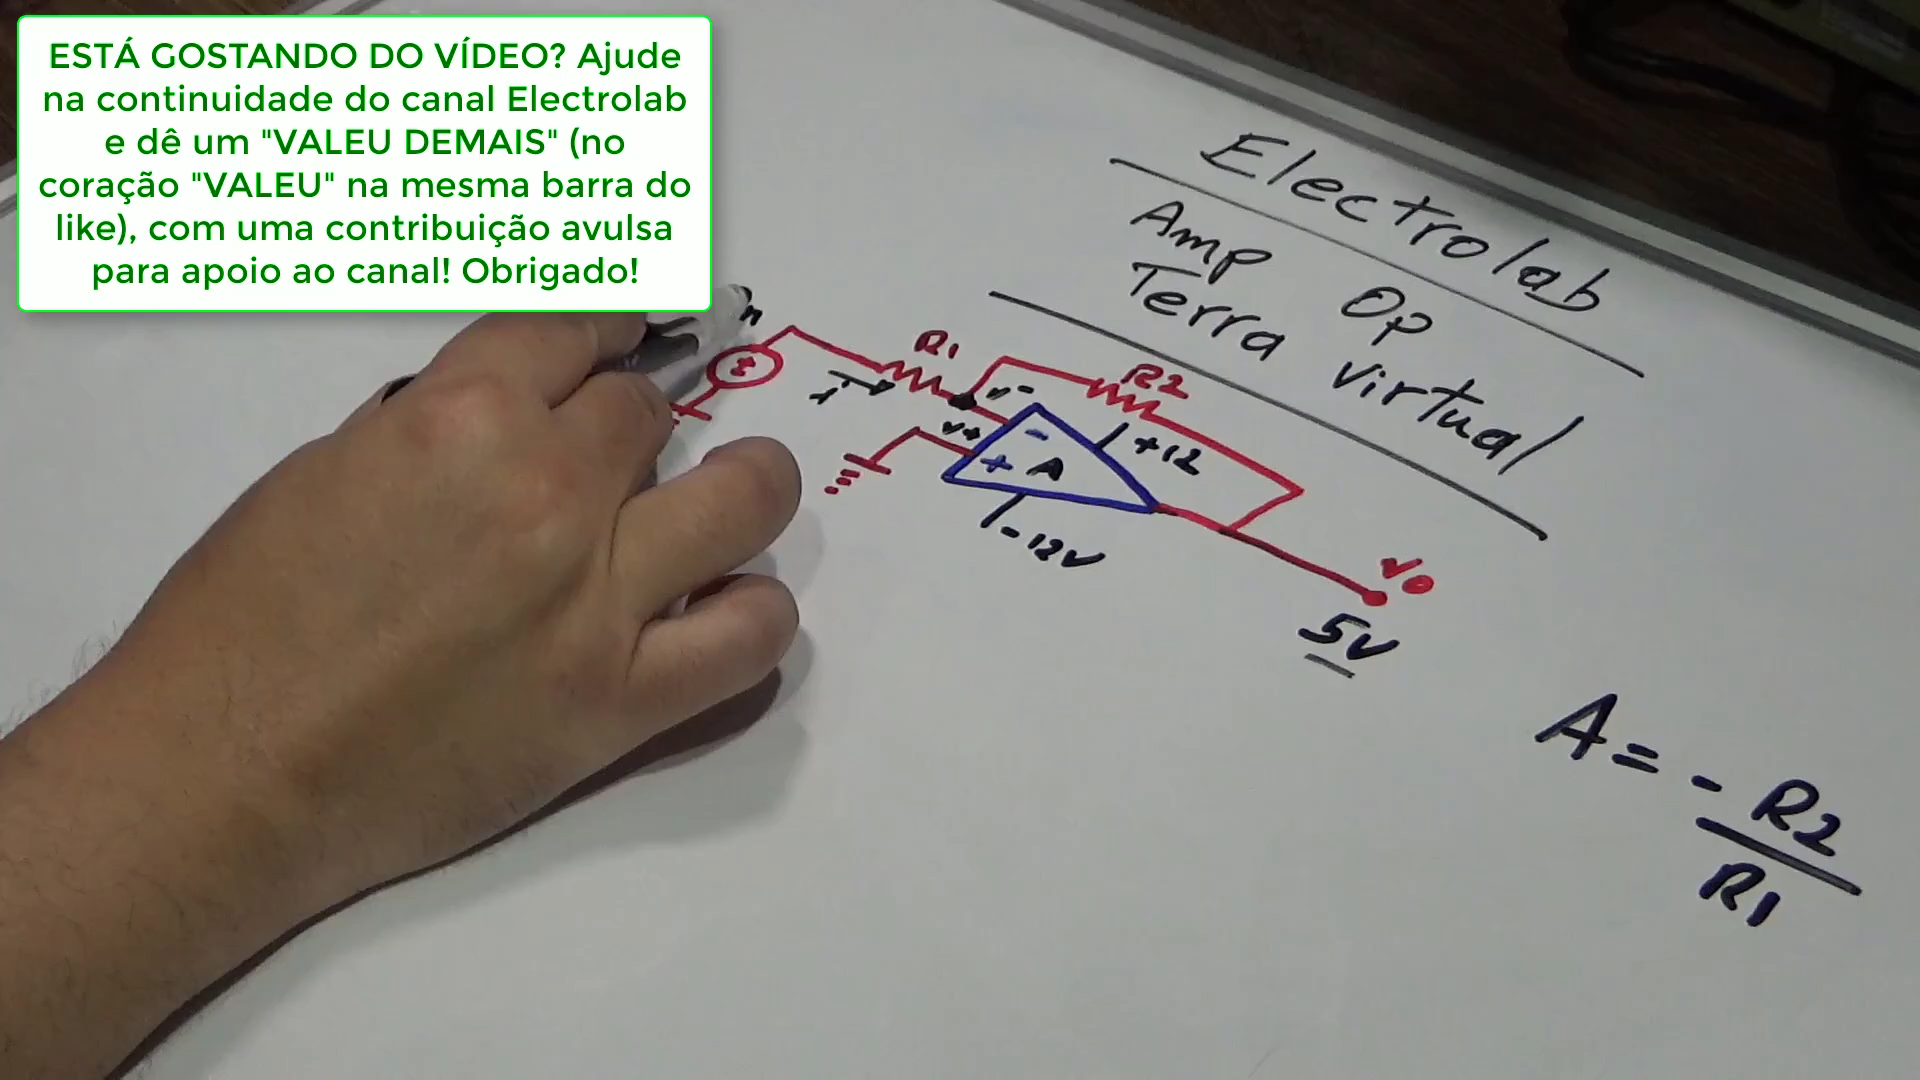 ESTÁ GOSTANDO DO VÍDEO? Ajude
na continuidade do canal Electrolab
e dê um "VALEU DEMAIS" (no
coração "VALEU" na mesma barra do
like), com uma contribuição avulsa
para apoio ao canal! Obrigado!
Electrolab
Amp Op
Terra virtual
R1
R2
i
v-
v+
-
+
A
+12
-12V
Vo
5V
A = - R2
R1